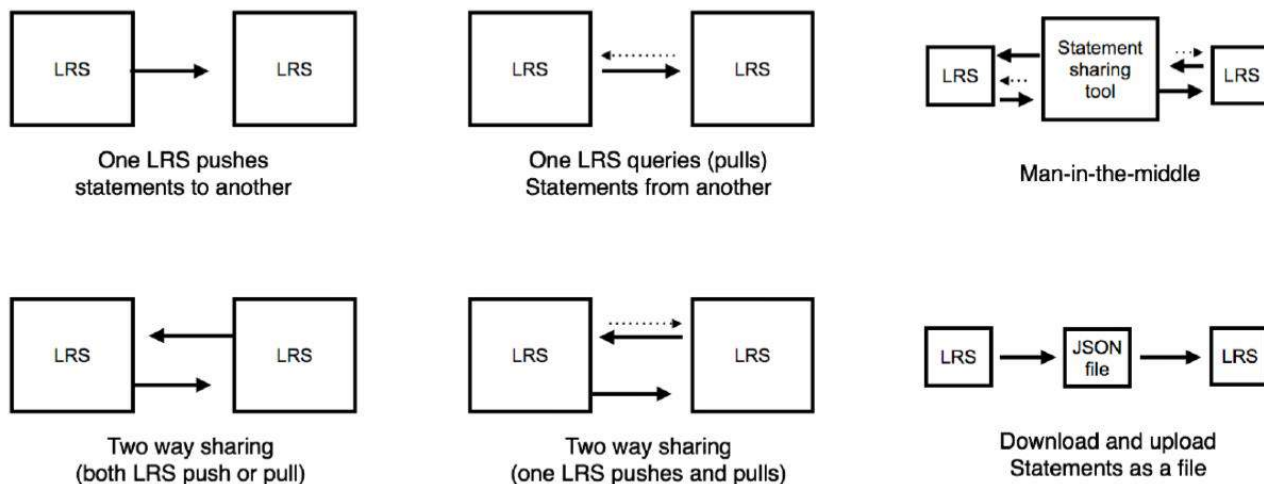 LRS
LRS
One LRS pushes
statements to another
LRS
LRS
One LRS queries (pulls)
Statements from another
LRS
Statement
sharing
tool
LRS
Man-in-the-middle
LRS
LRS
Two way sharing
(both LRS push or pull)
LRS
LRS
Two way sharing
(one LRS pushes and pulls)
LRS
JSON
file
LRS
Download and upload
Statements as a file